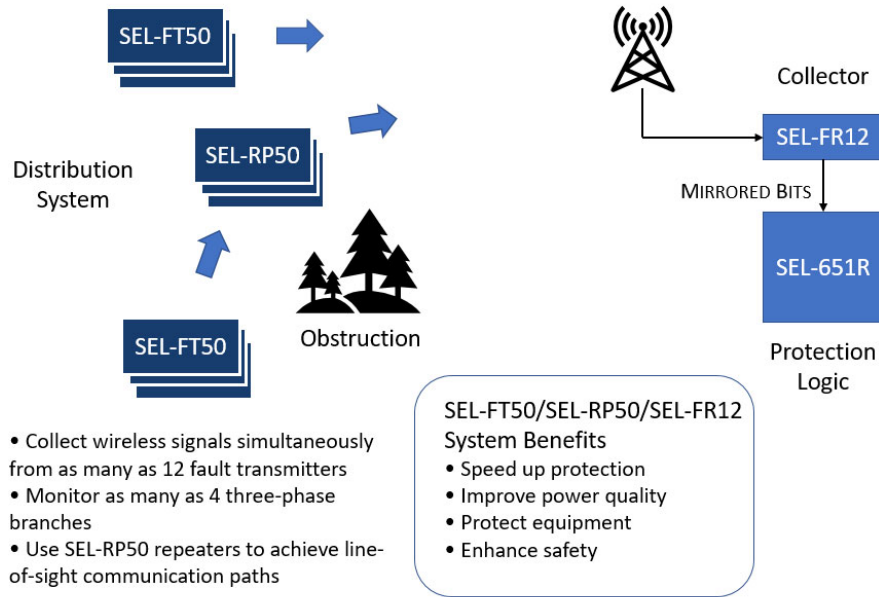 SEL-FT50
Collector
SEL-FR12
SEL-RP50
Distribution
System
MIRRORED BITS
SEL-651R
Obstruction
SEL-FT50
Protection
Logic
• Collect wireless signals simultaneously
from as many as 12 fault transmitters
• Monitor as many as 4 three-phase
branches
• Use SEL-RP50 repeaters to achieve line-
of-sight communication paths
SEL-FT50/SEL-RP50/SEL-FR12
System Benefits
• Speed up protection
• Improve power quality
• Protect equipment
• Enhance safety